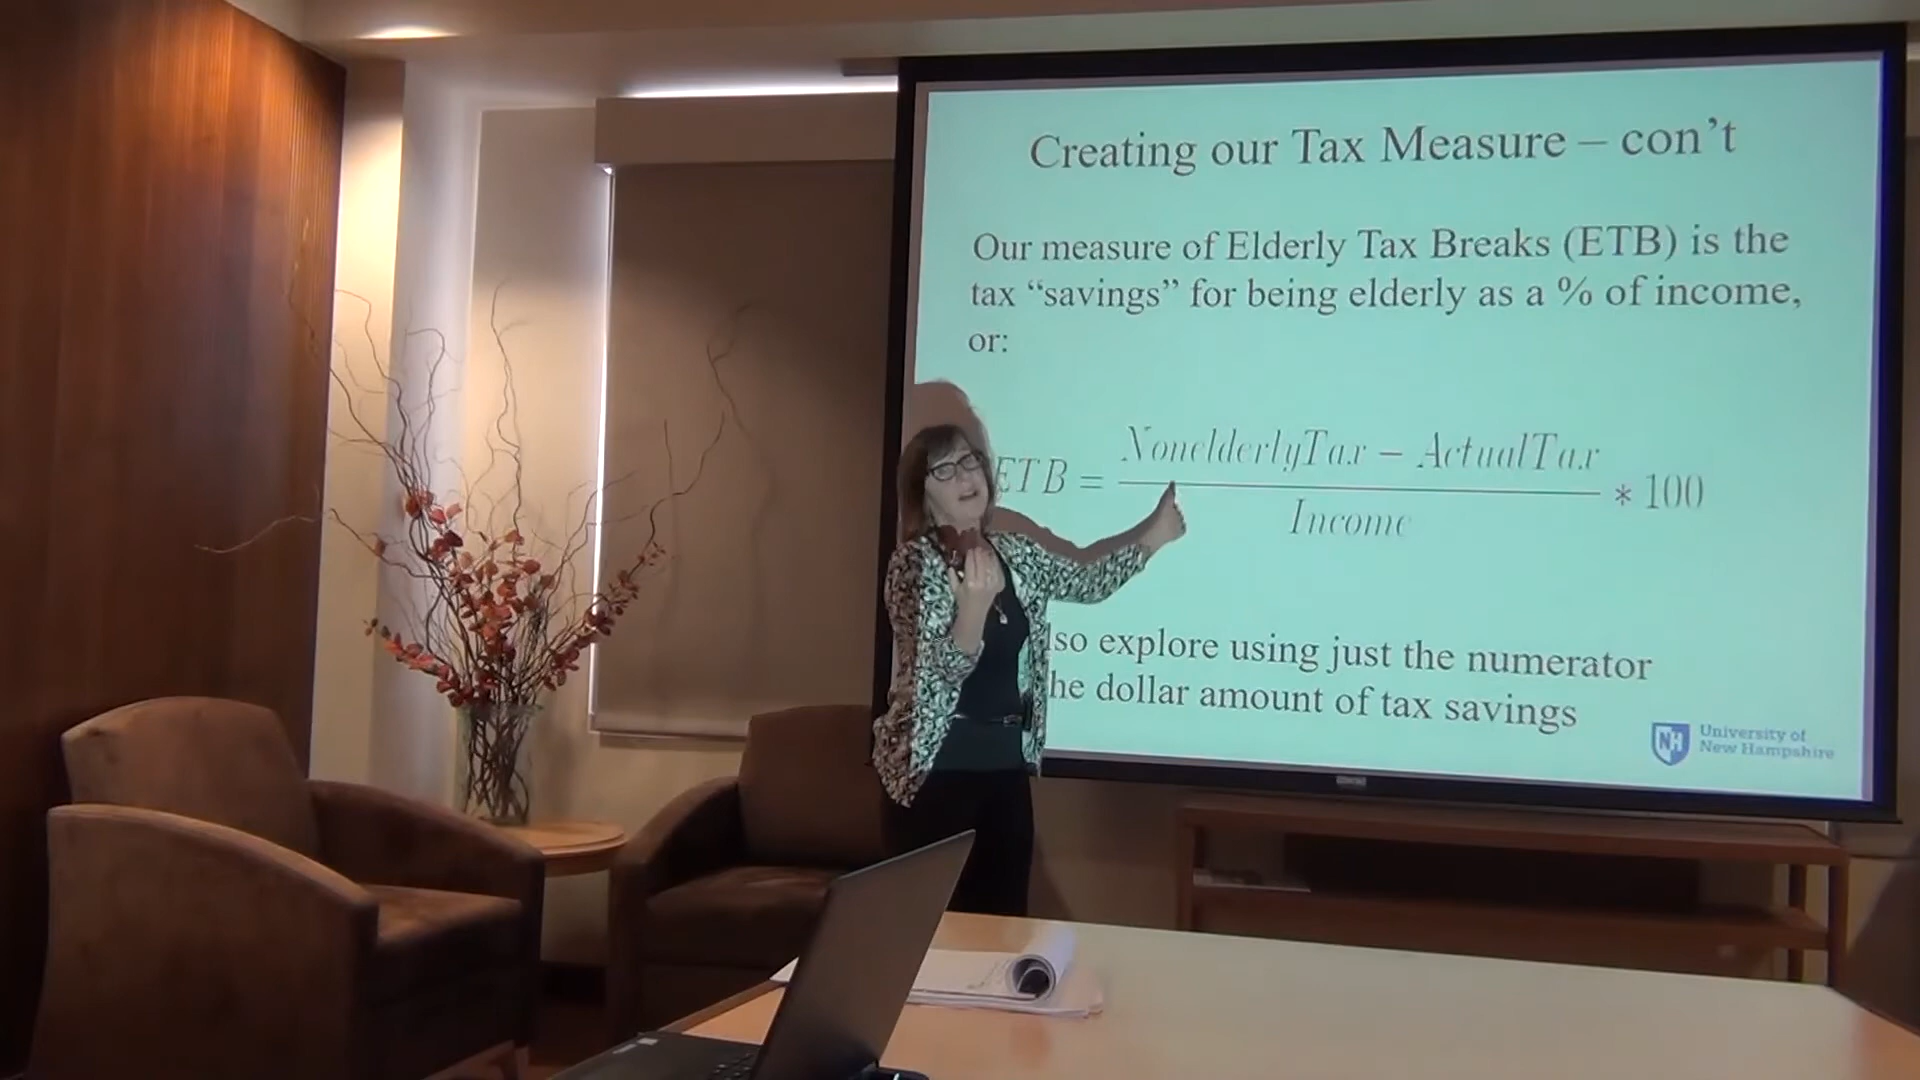 Creating our Tax Measure – con't
Our measure of Elderly Tax Breaks (ETB) is the
tax “savings” for being elderly as a % of income,
or:
ETB = NonelderlyTax – ActualTax / Income * 100
lso explore using just the numerator
he dollar amount of tax savings
NH University of
New Hampshire